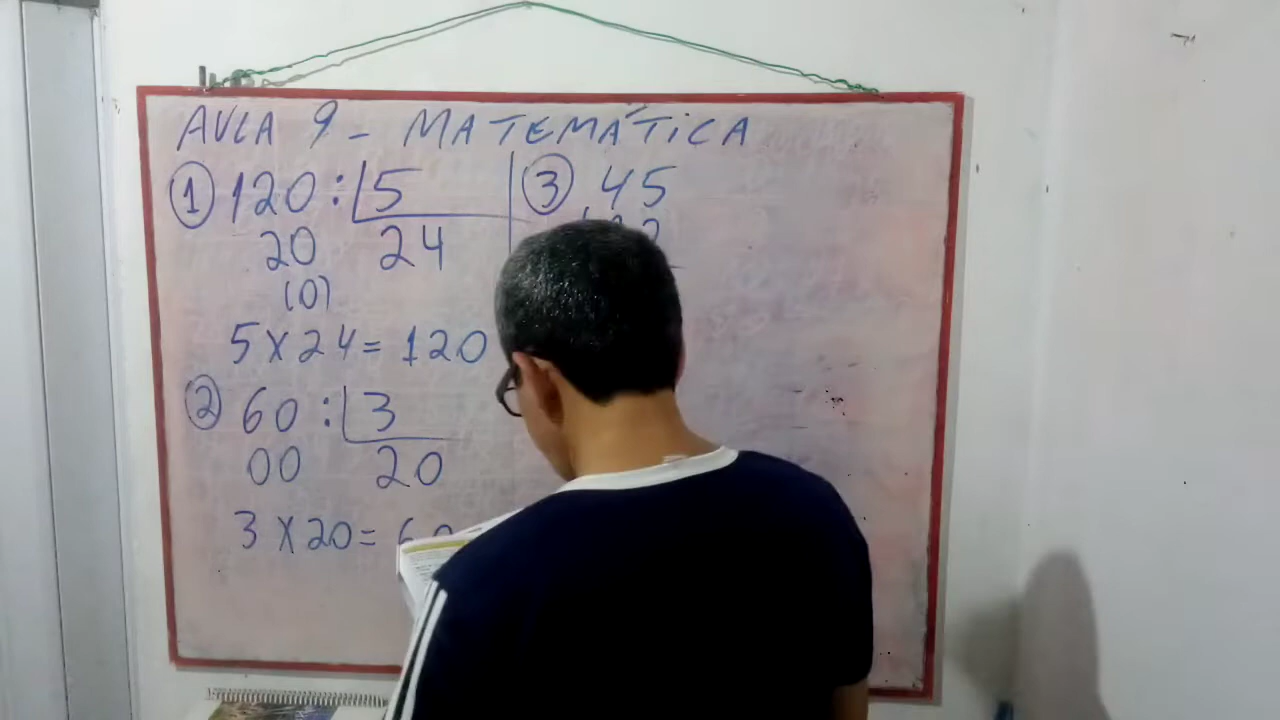 AULA 9 - MATEMÁTICA
① 120 : 5
20 24
(0)
5 X 24 = 120
② 60 : 3
00 20
3 X 20 = 60
③ 45